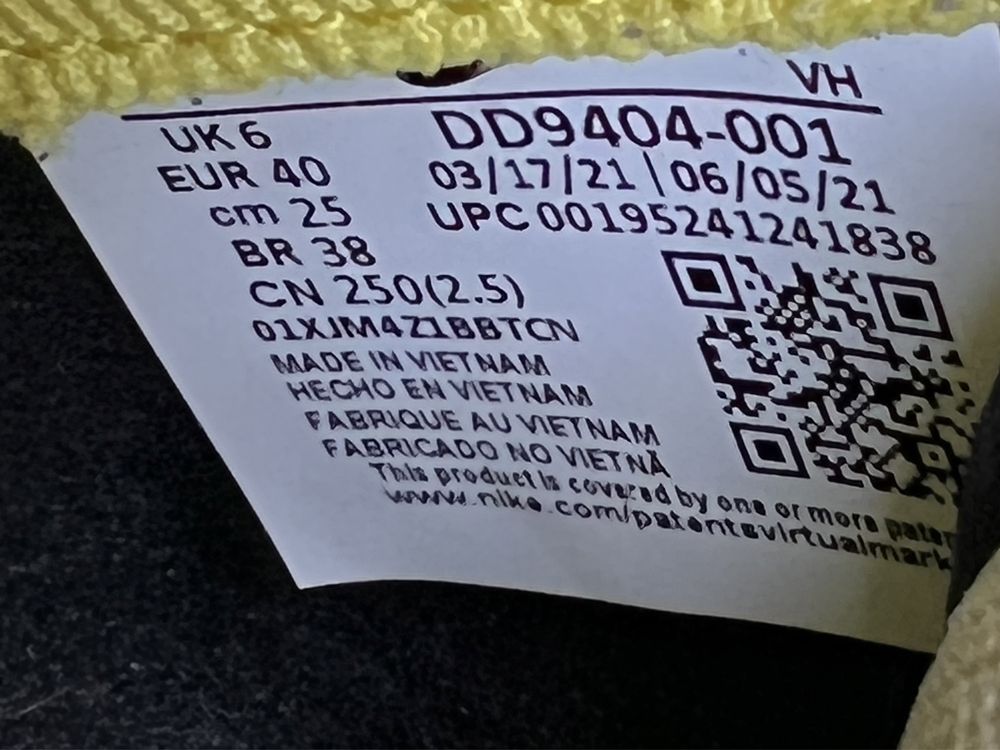 VH
UK 6
EUR 40
cm 25
BR 38
CN 250(2.5)
DD9404-001
03/17/21 | 06/05/21
UPC 00195241241838
01XJM4Z1BBTCN
MADE IN VIETNAM
HECHO EN VIETNAM
FABRIQUE AU VIETNAM
FABRICADO NO VIETNÃ
This product is covered by one or more
www.nike.com/patentsvirtualmark